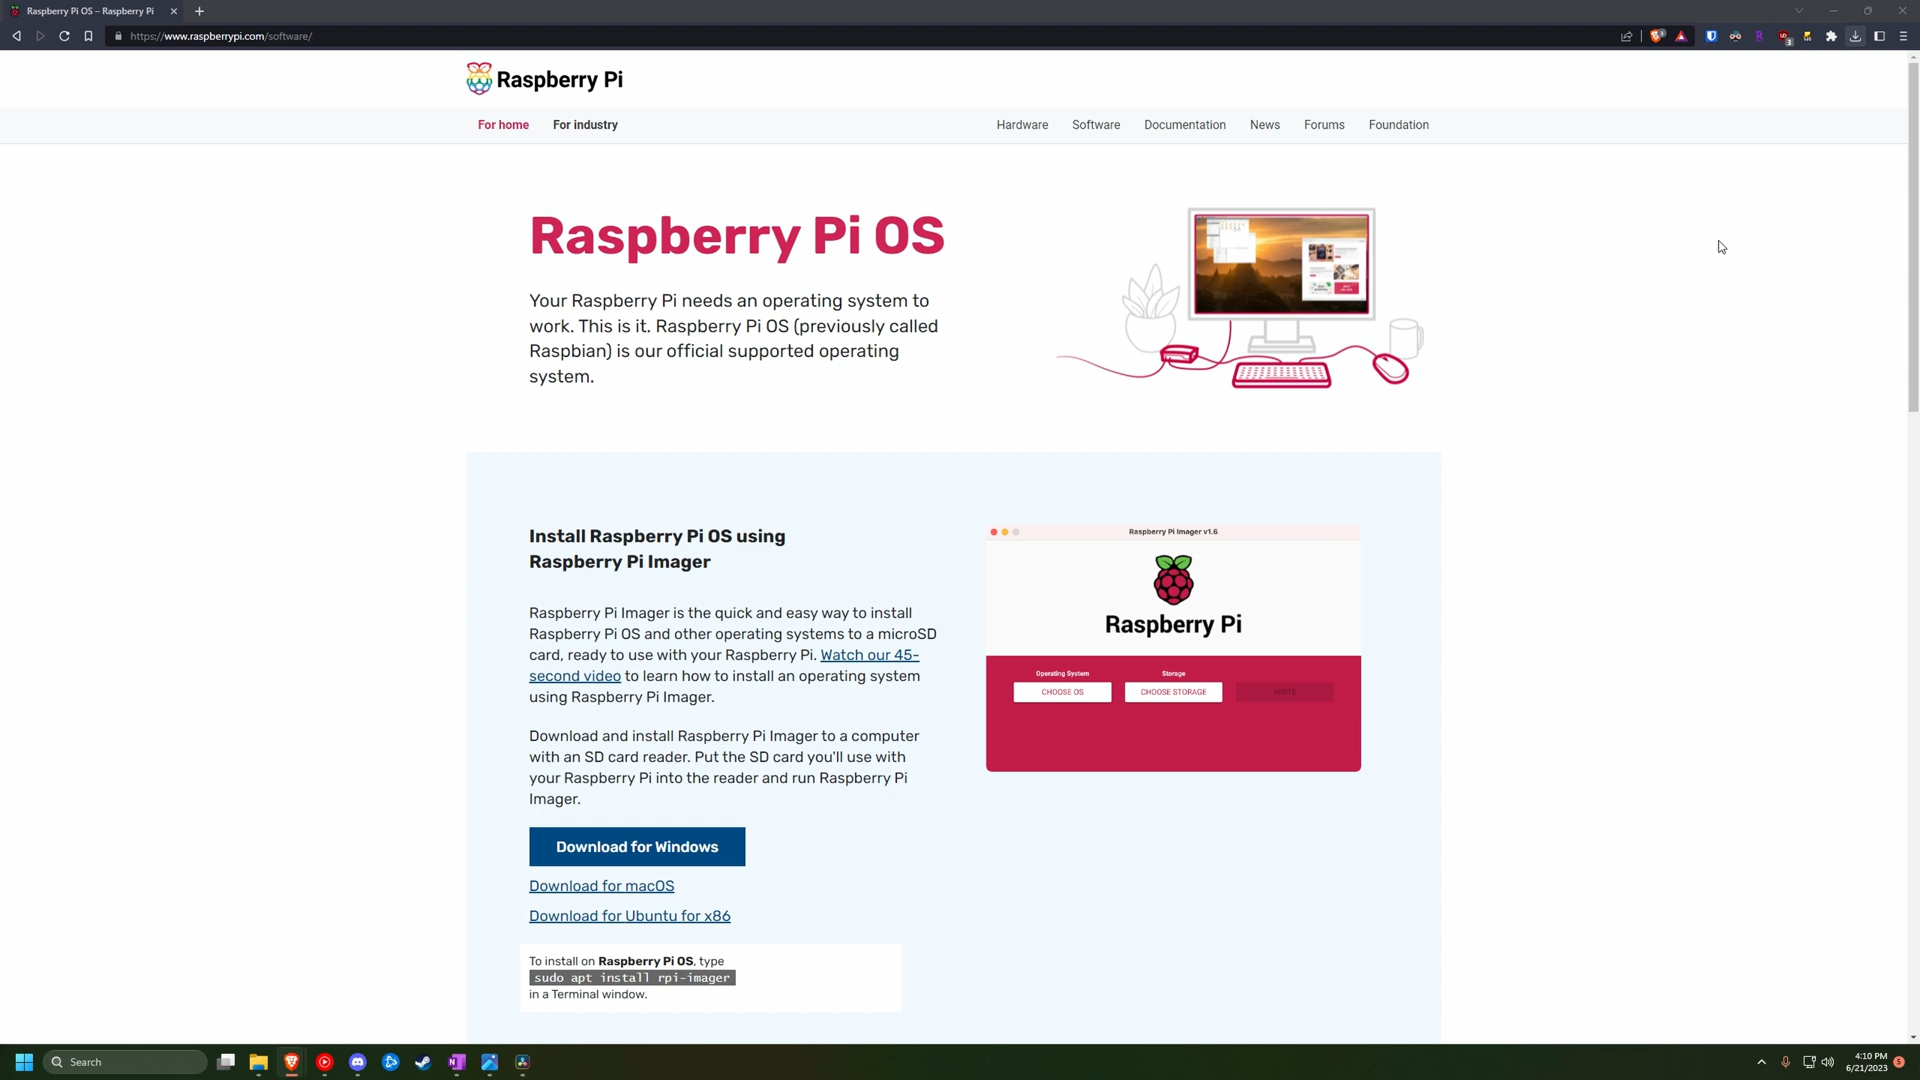 Raspberry Pi OS – Raspberry Pi
https://www.raspberrypi.com/software/
Raspberry Pi
For home
For industry
Hardware
Software
Documentation
News
Forums
Foundation
Raspberry Pi OS
Your Raspberry Pi needs an operating system to
work. This is it. Raspberry Pi OS (previously called
Raspbian) is our official supported operating
system.
Install Raspberry Pi OS using
Raspberry Pi Imager
Raspberry Pi Imager is the quick and easy way to install
Raspberry Pi OS and other operating systems to a microSD
card, ready to use with your Raspberry Pi. Watch our 45-
second video to learn how to install an operating system
using Raspberry Pi Imager.
Download and install Raspberry Pi Imager to a computer
with an SD card reader. Put the SD card you'll use with
your Raspberry Pi into the reader and run Raspberry Pi
Imager.
Download for Windows
Download for macOS
Download for Ubuntu for x86
To install on Raspberry Pi OS, type
sudo apt install rpi-imager
in a Terminal window.
Raspberry Pi Imager v1.6
Raspberry Pi
Operating System
Storage
CHOOSE OS
CHOOSE STORAGE
WRITE
Search
4:10 PM
6/21/2023
5